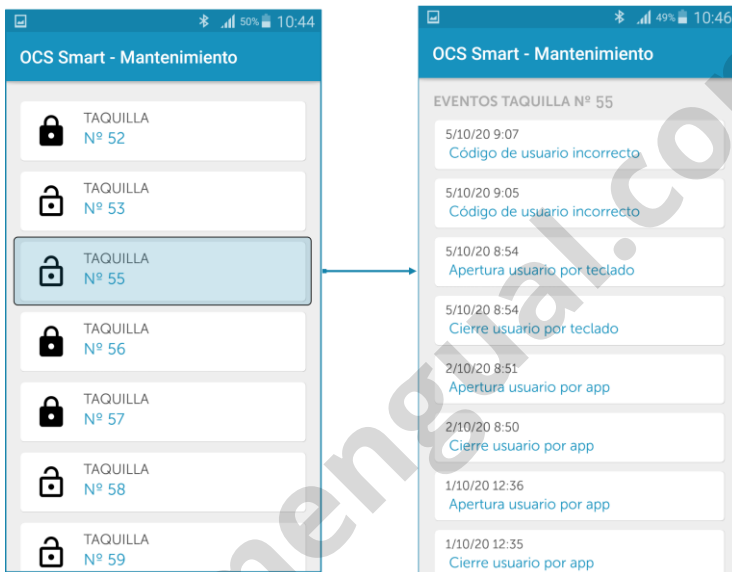 50% 10:44
OCS Smart - Mantenimiento
TAQUILLA
Nº 52
TAQUILLA
Nº 53
TAQUILLA
Nº 55
TAQUILLA
Nº 56
TAQUILLA
Nº 57
TAQUILLA
Nº 58
TAQUILLA
Nº 59
49% 10:46
OCS Smart - Mantenimiento
EVENTOS TAQUILLA Nº 55
5/10/20 9:07
Código de usuario incorrecto
5/10/20 9:05
Código de usuario incorrecto
5/10/20 8:54
Apertura usuario por teclado
5/10/20 8:54
Cierre usuario por teclado
2/10/20 8:51
Apertura usuario por app
2/10/20 8:50
Cierre usuario por app
1/10/20 12:36
Apertura usuario por app
1/10/20 12:35
Cierre usuario por app
mengual.co